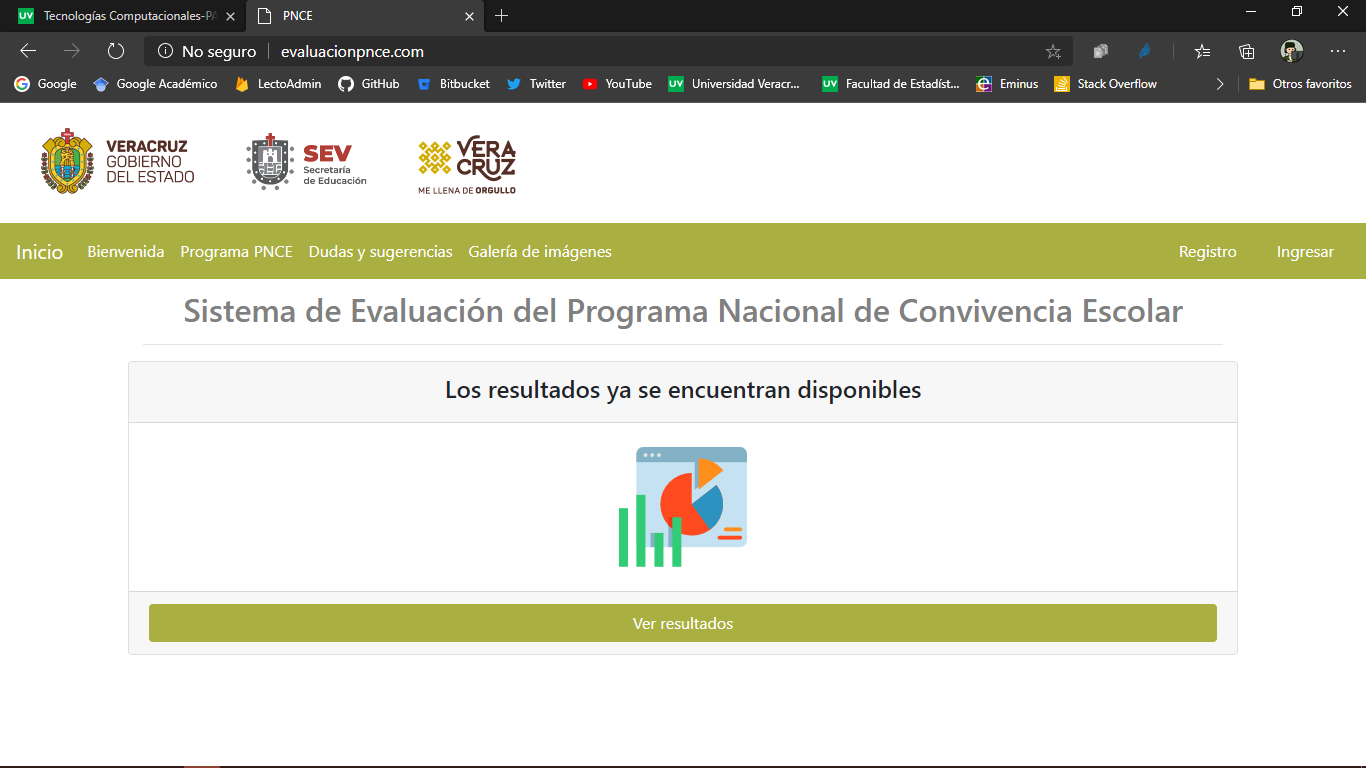 Tecnologías Computacionales-PA
PNCE
No seguro
evaluacionpnce.com
Google
Google Académico
LectoAdmin
GitHub
Bitbucket
Twitter
YouTube
UV
Universidad Veracr...
UV
Facultad de Estadíst...
Eminus
Stack Overflow
Otros favoritos
VERACRUZ
GOBIERNO
DEL ESTADO
SEV
Secretaría
de Educación
VERA
CRUZ
ME LLENA DE ORGULLO
Inicio
Bienvenida
Programa PNCE
Dudas y sugerencias
Galería de imágenes
Registro
Ingresar
Sistema de Evaluación del Programa Nacional de Convivencia Escolar
Los resultados ya se encuentran disponibles
Ver resultados